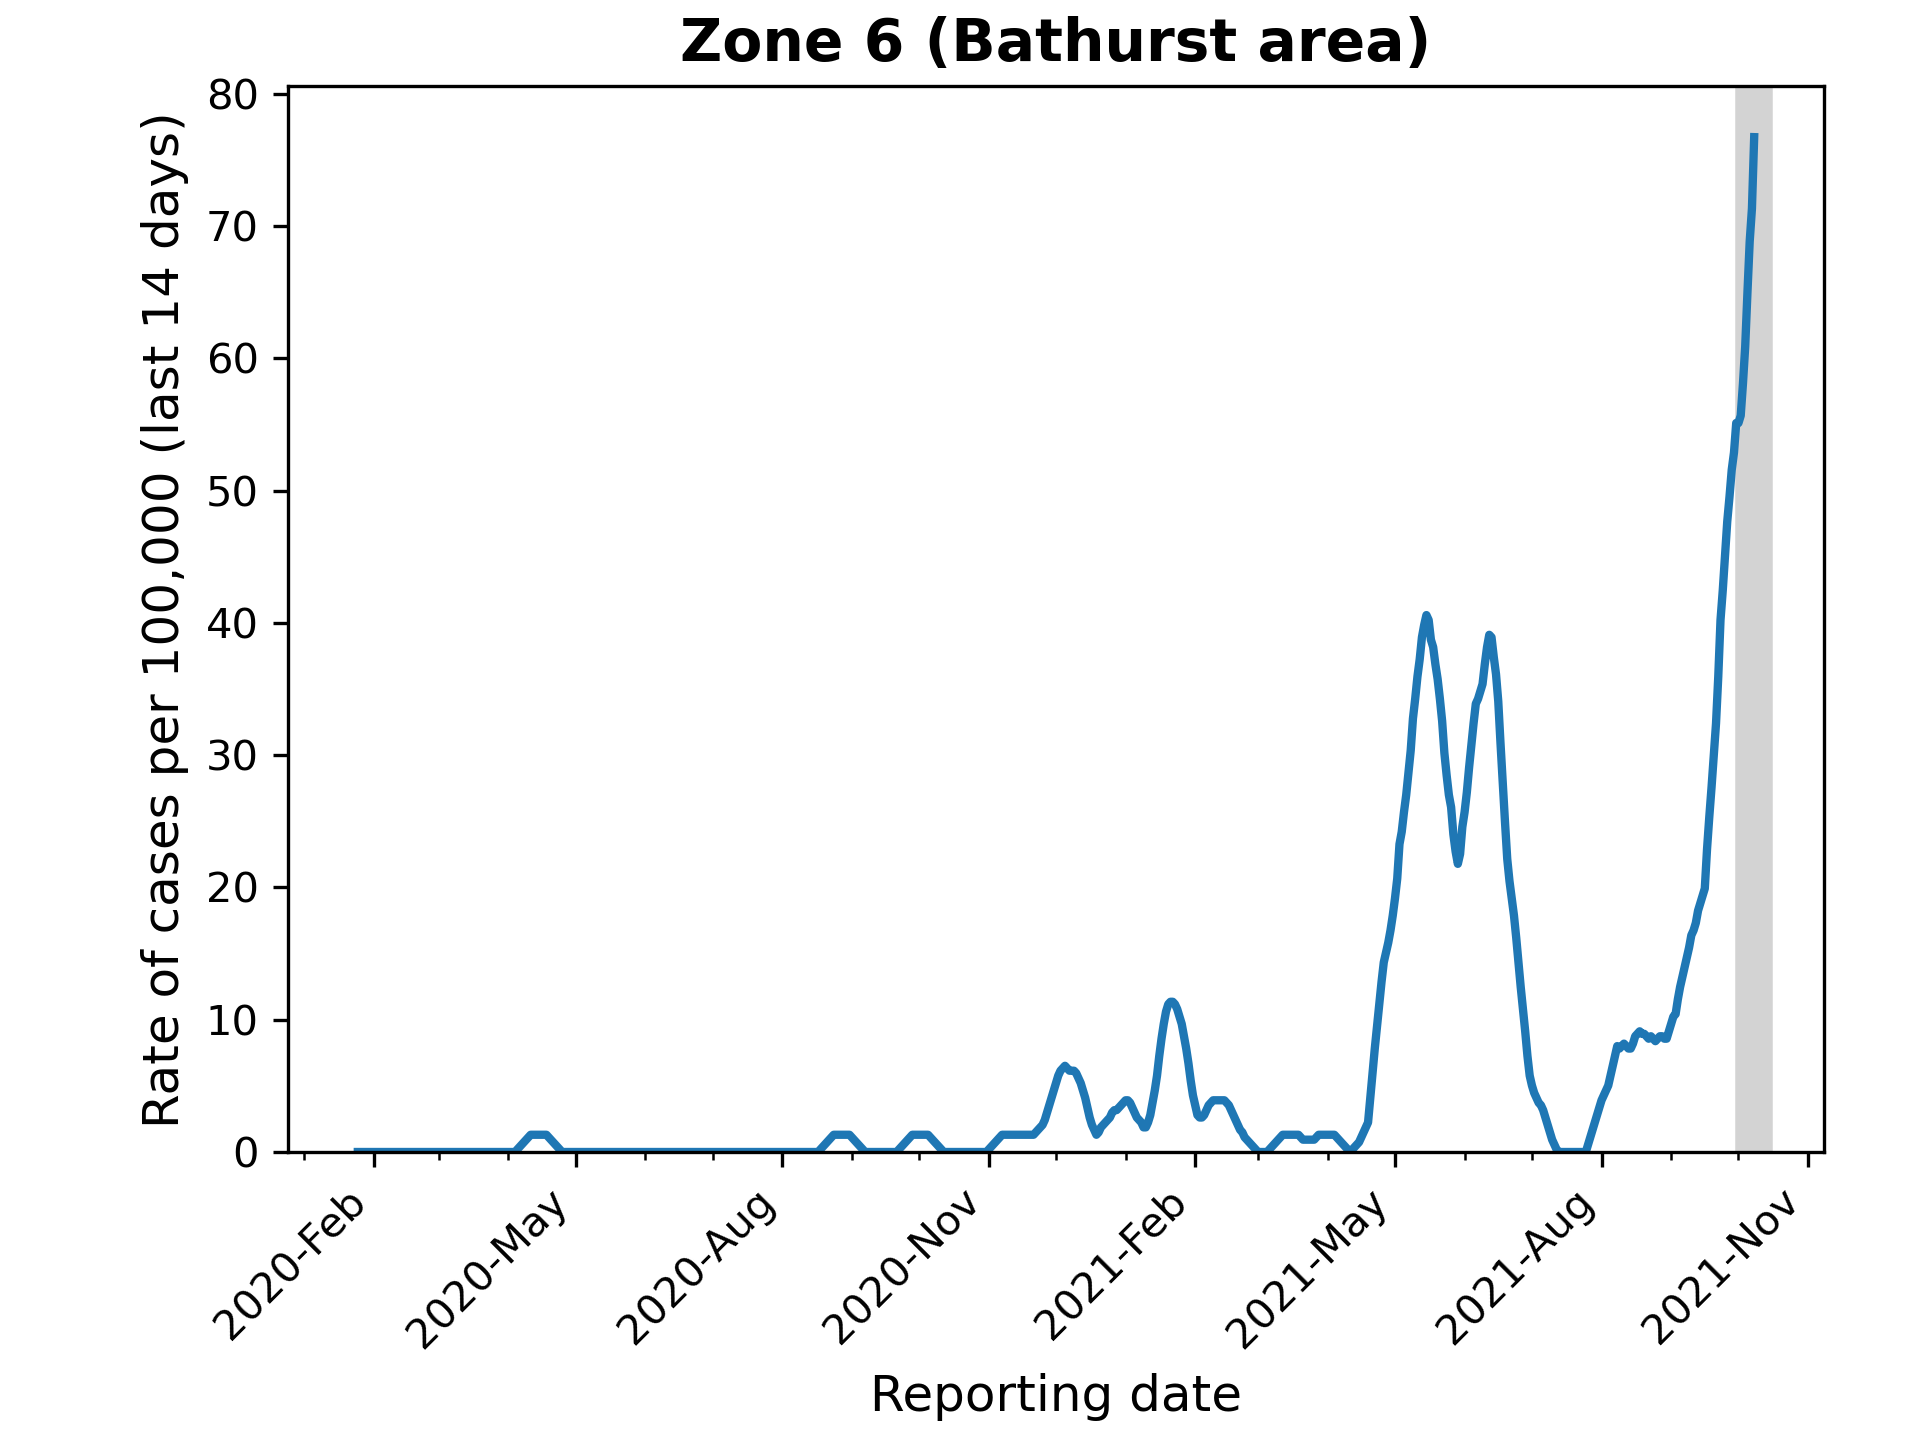 Zone 6 (Bathurst area)
Rate of cases per 100,000 (last 14 days)
80
70
60
50
40
30
20
10
0
2020-Feb
2020-May
2020-Aug
2020-Nov
2021-Feb
2021-May
2021-Aug
2021-Nov
Reporting date